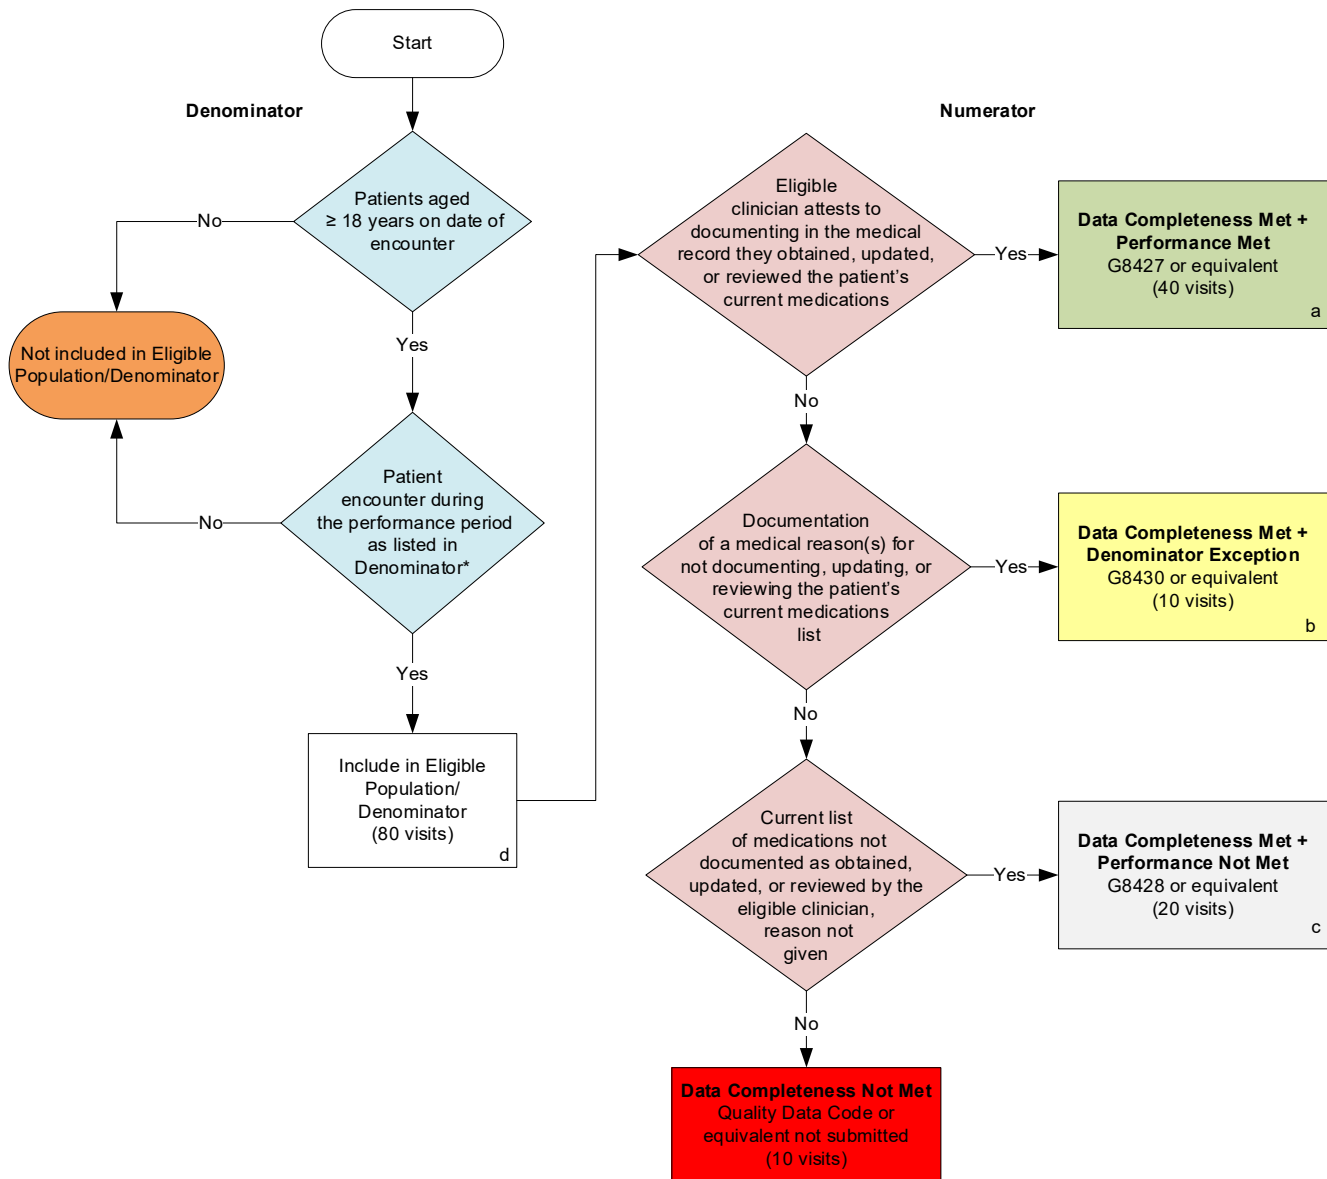 Start
Denominator
Patients aged
≥ 18 years on date of
encounter
No
Yes
Not included in Eligible
Population/Denominator
Patient
encounter during
the performance period
as listed in
Denominator*
No
Yes
Include in Eligible
Population/
Denominator
(80 visits)
d
Numerator
Eligible
clinician attests to
documenting in the medical
record they obtained, updated,
or reviewed the patient’s
current medications
Yes
Data Completeness Met +
Performance Met
G8427 or equivalent
(40 visits)
a
No
Documentation
of a medical reason(s) for
not documenting, updating, or
reviewing the patient’s
current medications
list
Yes
Data Completeness Met +
Denominator Exception
G8430 or equivalent
(10 visits)
b
No
Current list
of medications not
documented as obtained,
updated, or reviewed by the
eligible clinician,
reason not
given
Yes
Data Completeness Met +
Performance Not Met
G8428 or equivalent
(20 visits)
c
No
Data Completeness Not Met
Quality Data Code or
equivalent not submitted
(10 visits)